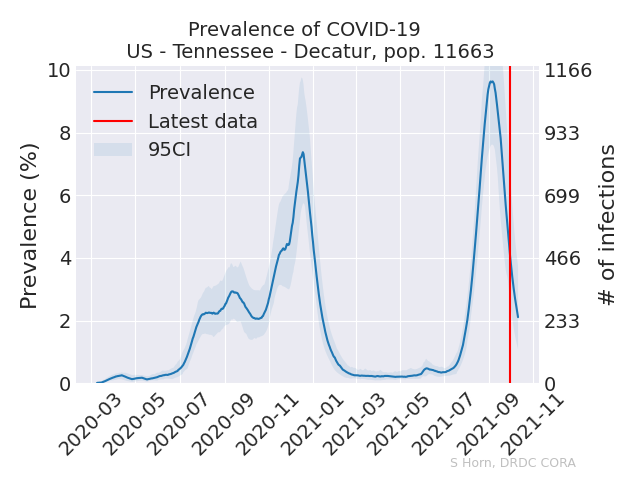 Prevalence of COVID-19
US - Tennessee - Decatur, pop. 11663
Prevalence
Latest data
95CI
Prevalence (%)
10
8
6
4
2
0
1166
933
699
466
233
0
# of infections
2020-03
2020-05
2020-07
2020-09
2020-11
2021-01
2021-03
2021-05
2021-07
2021-09
2021-11
S Horn, DRDC CORA